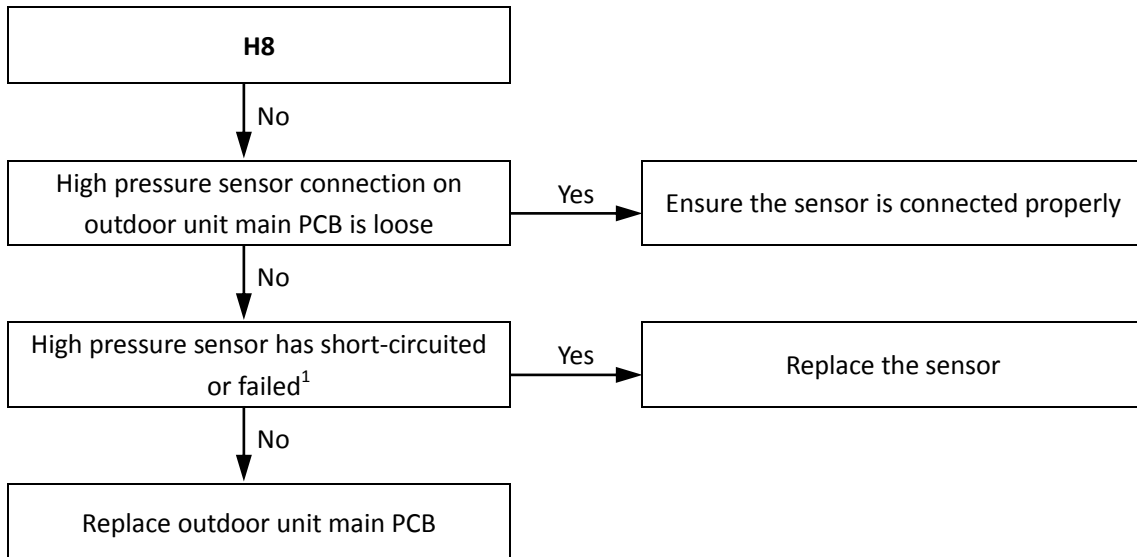 H8
No
High pressure sensor connection on
outdoor unit main PCB is loose
Yes
Ensure the sensor is connected properly
No
High pressure sensor has short-circuited
or failed¹
Yes
Replace the sensor
No
Replace outdoor unit main PCB